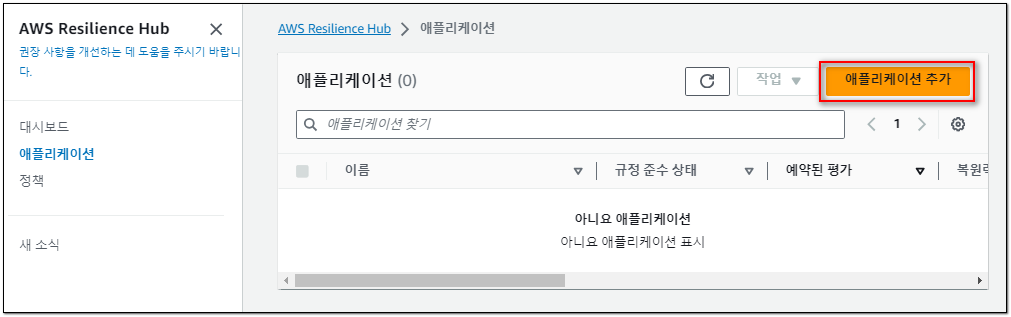 AWS Resilience Hub
권장 사항을 개선하는 데 도움을 주시기 바랍니
다.
대시보드
애플리케이션
정책
새 소식
AWS Resilience Hub 애플리케이션
애플리케이션 (0)
작업
애플리케이션 추가
애플리케이션 찾기
1
이름
규정 준수 상태
예약된 평가
복원력
아니요 애플리케이션
아니요 애플리케이션 표시